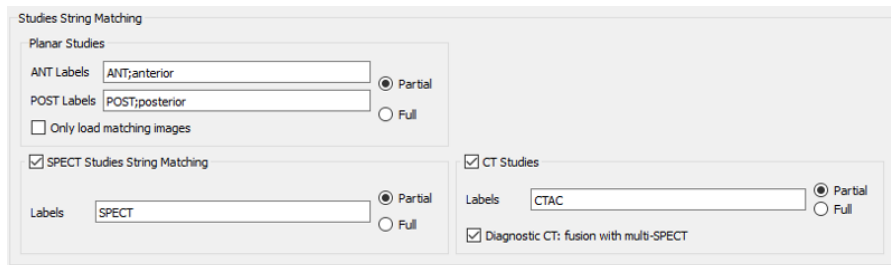 Studies String Matching
Planar Studies
ANT Labels ANT;anterior
Partial
POST Labels POST;posterior
Full
Only load matching images
SPECT Studies String Matching
Labels SPECT
Partial
Full
CT Studies
Labels CTAC
Partial
Full
Diagnostic CT: fusion with multi-SPECT